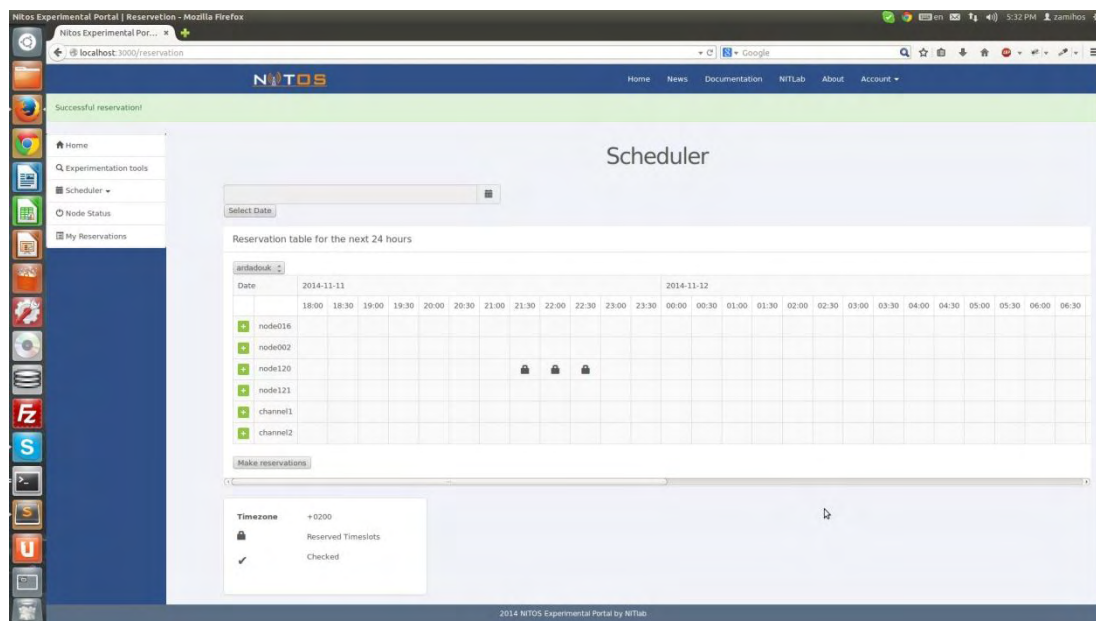 Nitos Experimental Portal | Reservetion - Mozilla Firefox
en 5:32 PM zamihos
Nitos Experimental Por...
localhost:3000/reservation
Google
NITOS
Home News Documentation NITLab About Account
Successful reservation!
Home
Experimentation tools
Scheduler
Node Status
My Reservations
Scheduler
Select Date
Reservation table for the next 24 hours
ardadouk
Date 2014-11-11 2014-11-12
18:00 18:30 19:00 19:30 20:00 20:30 21:00 21:30 22:00 22:30 23:00 23:30 00:00 00:30 01:00 01:30 02:00 02:30 03:00 03:30 04:00 04:30 05:00 05:30 06:00 06:30
node016
node002
node120
node121
channel1
channel2
Make reservations
Timezone +0200
Reserved Timeslots
Checked
2014 NITOS Experimental Portal by NITlab